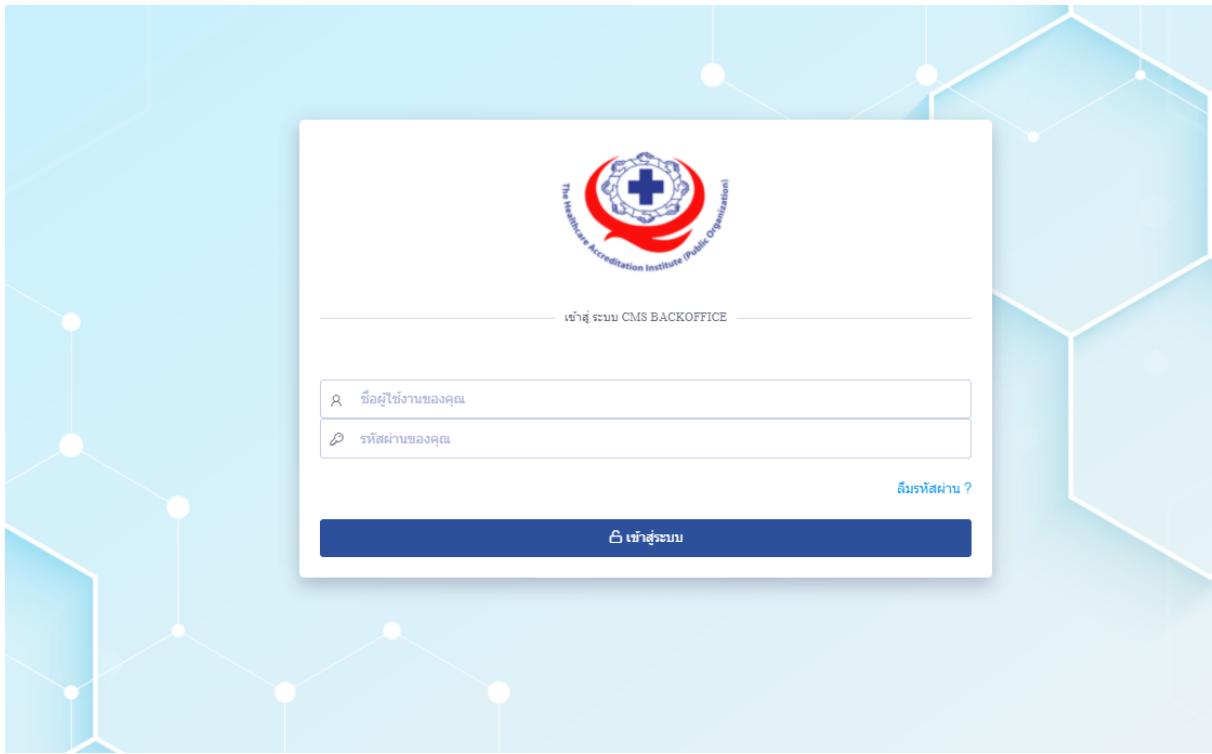 The Healthcare Accreditation Institute (Public Organization)
เข้าสู่ ระบบ CMS BACKOFFICE
ชื่อผู้ใช้งานของคุณ
รหัสผ่านของคุณ
ลืมรหัสผ่าน ?
เข้าสู่ระบบ